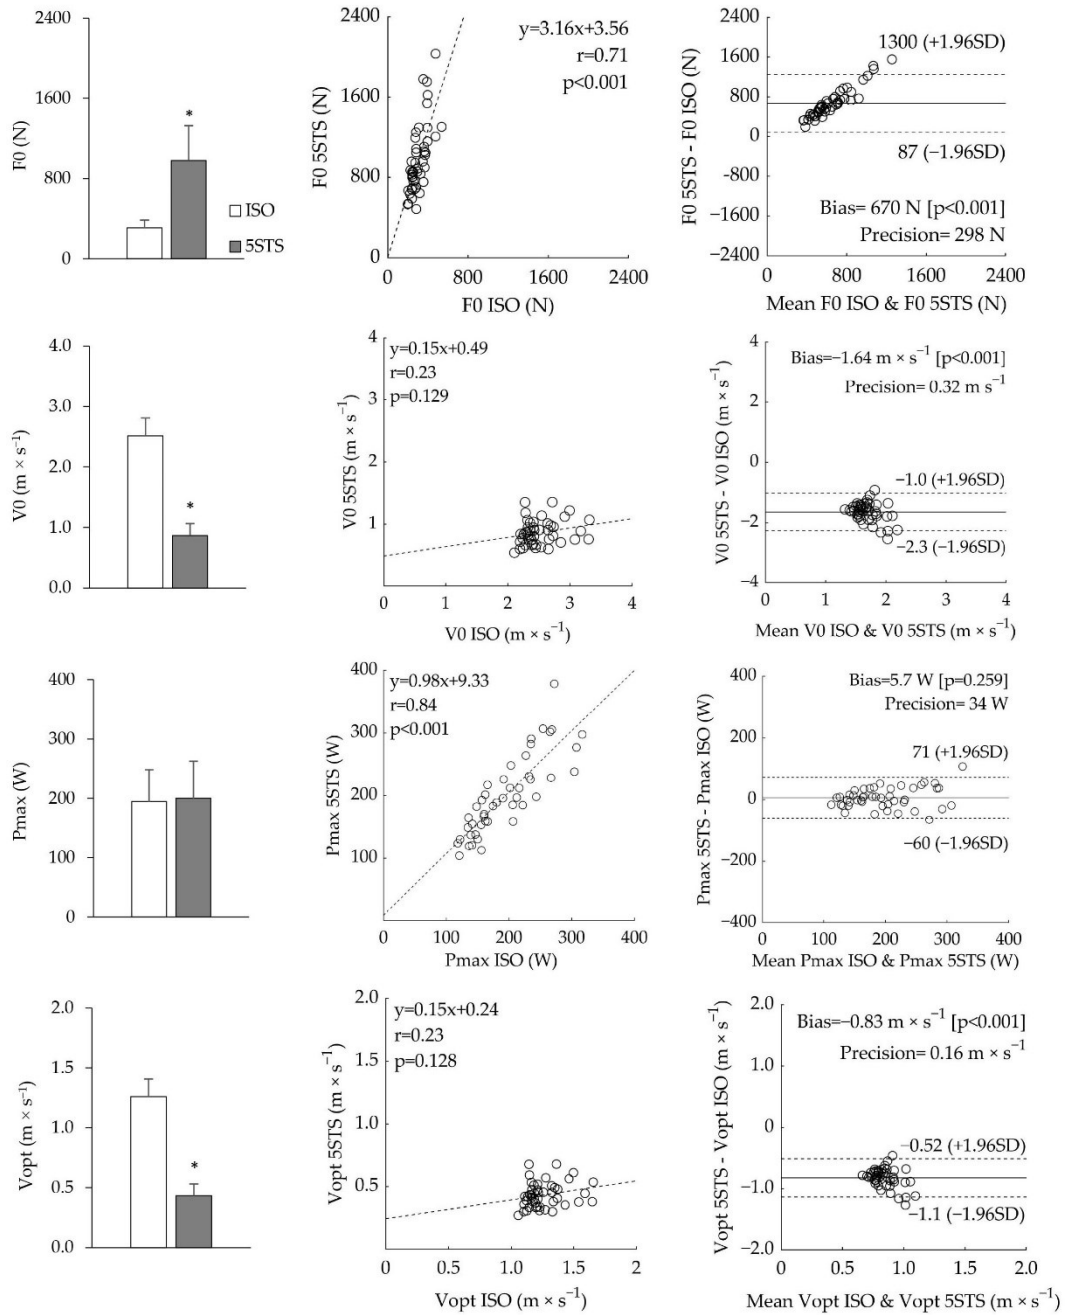 2400
1600
800
0
F0 (N)
*
ISO
5STS
2400
1600
800
0
F0 5STS (N)
y=3.16x+3.56
r=0.71
p<0.001
0 800 1600 2400
F0 ISO (N)
2400
1600
800
0
−800
−1600
−2400
F0 5STS - F0 ISO (N)
1300 (+1.96SD)
87 (−1.96SD)
Bias= 670 N [p<0.001]
Precision= 298 N
0 800 1600 2400
Mean F0 ISO & F0 5STS (N)
4.0
3.0
2.0
1.0
0.0
V0 (m × s⁻¹)
*
4
3
2
1
V0 5STS (m × s⁻¹)
y=0.15x+0.49
r=0.23
p=0.129
0 1 2 3 4
V0 ISO (m × s⁻¹)
4
2
0
−2
−4
V0 5STS - V0 ISO (m × s⁻¹)
Bias=−1.64 m × s⁻¹ [p<0.001]
Precision= 0.32 m s⁻¹
−1.0 (+1.96SD)
−2.3 (−1.96SD)
0 1 2 3 4
Mean V0 ISO & V0 5STS (m × s⁻¹)
400
300
200
100
0
Pmax (W)
400
300
200
100
Pmax 5STS (W)
y=0.98x+9.33
r=0.84
p<0.001
0 100 200 300 400
Pmax ISO (W)
400
200
0
−200
−400
Pmax 5STS - Pmax ISO (W)
Bias=5.7 W [p=0.259]
Precision= 34 W
71 (+1.96SD)
−60 (−1.96SD)
0 100 200 300 400
Mean Pmax ISO & Pmax 5STS (W)
2.0
1.5
1.0
0.5
0.0
Vopt (m × s⁻¹)
*
2.0
1.5
1.0
0.5
Vopt 5STS (m × s⁻¹)
y=0.15x+0.24
r=0.23
p=0.128
0 0.5 1.0 1.5 2
Vopt ISO (m × s⁻¹)
2.0
1.0
0
−1.0
−2.0
Vopt 5STS - Vopt ISO (m × s⁻¹)
Bias=−0.83 m × s⁻¹ [p<0.001]
Precision= 0.16 m × s⁻¹
−0.52 (+1.96SD)
−1.1 (−1.96SD)
0 0.5 1.0 1.5 2.0
Mean Vopt ISO & Vopt 5STS (m × s⁻¹)